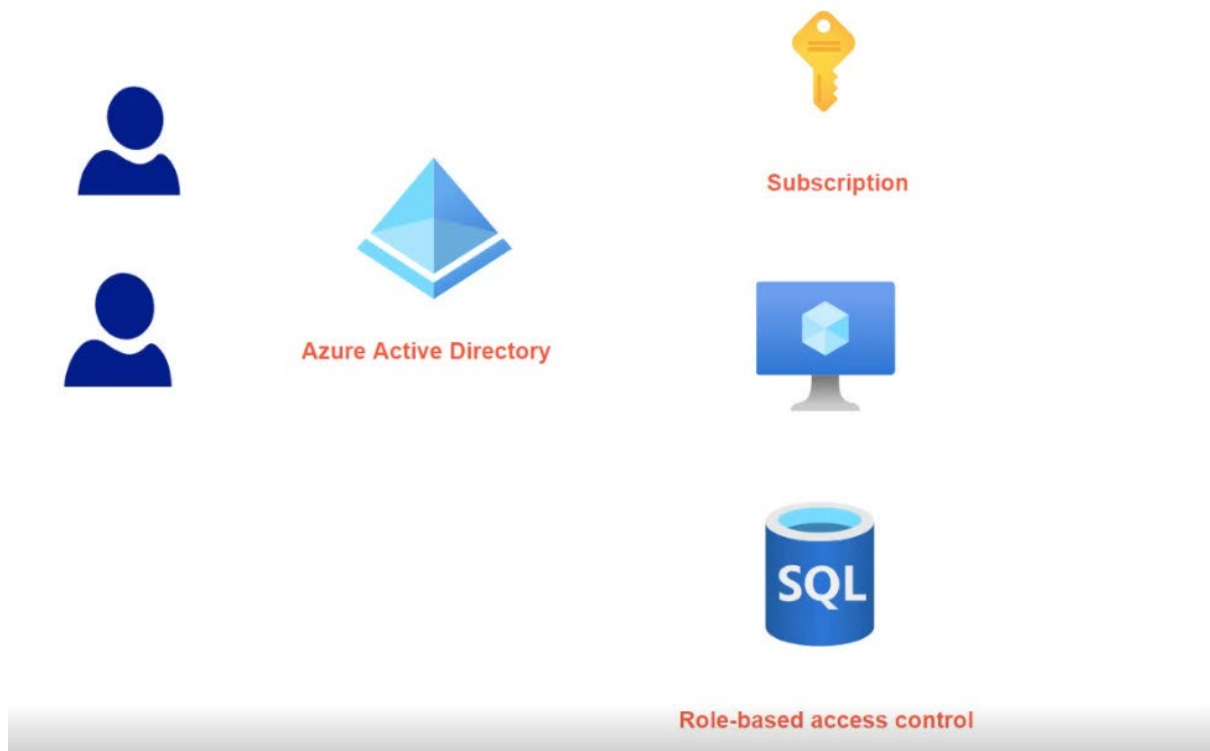 Subscription
Azure Active Directory
SQL
Role-based access control